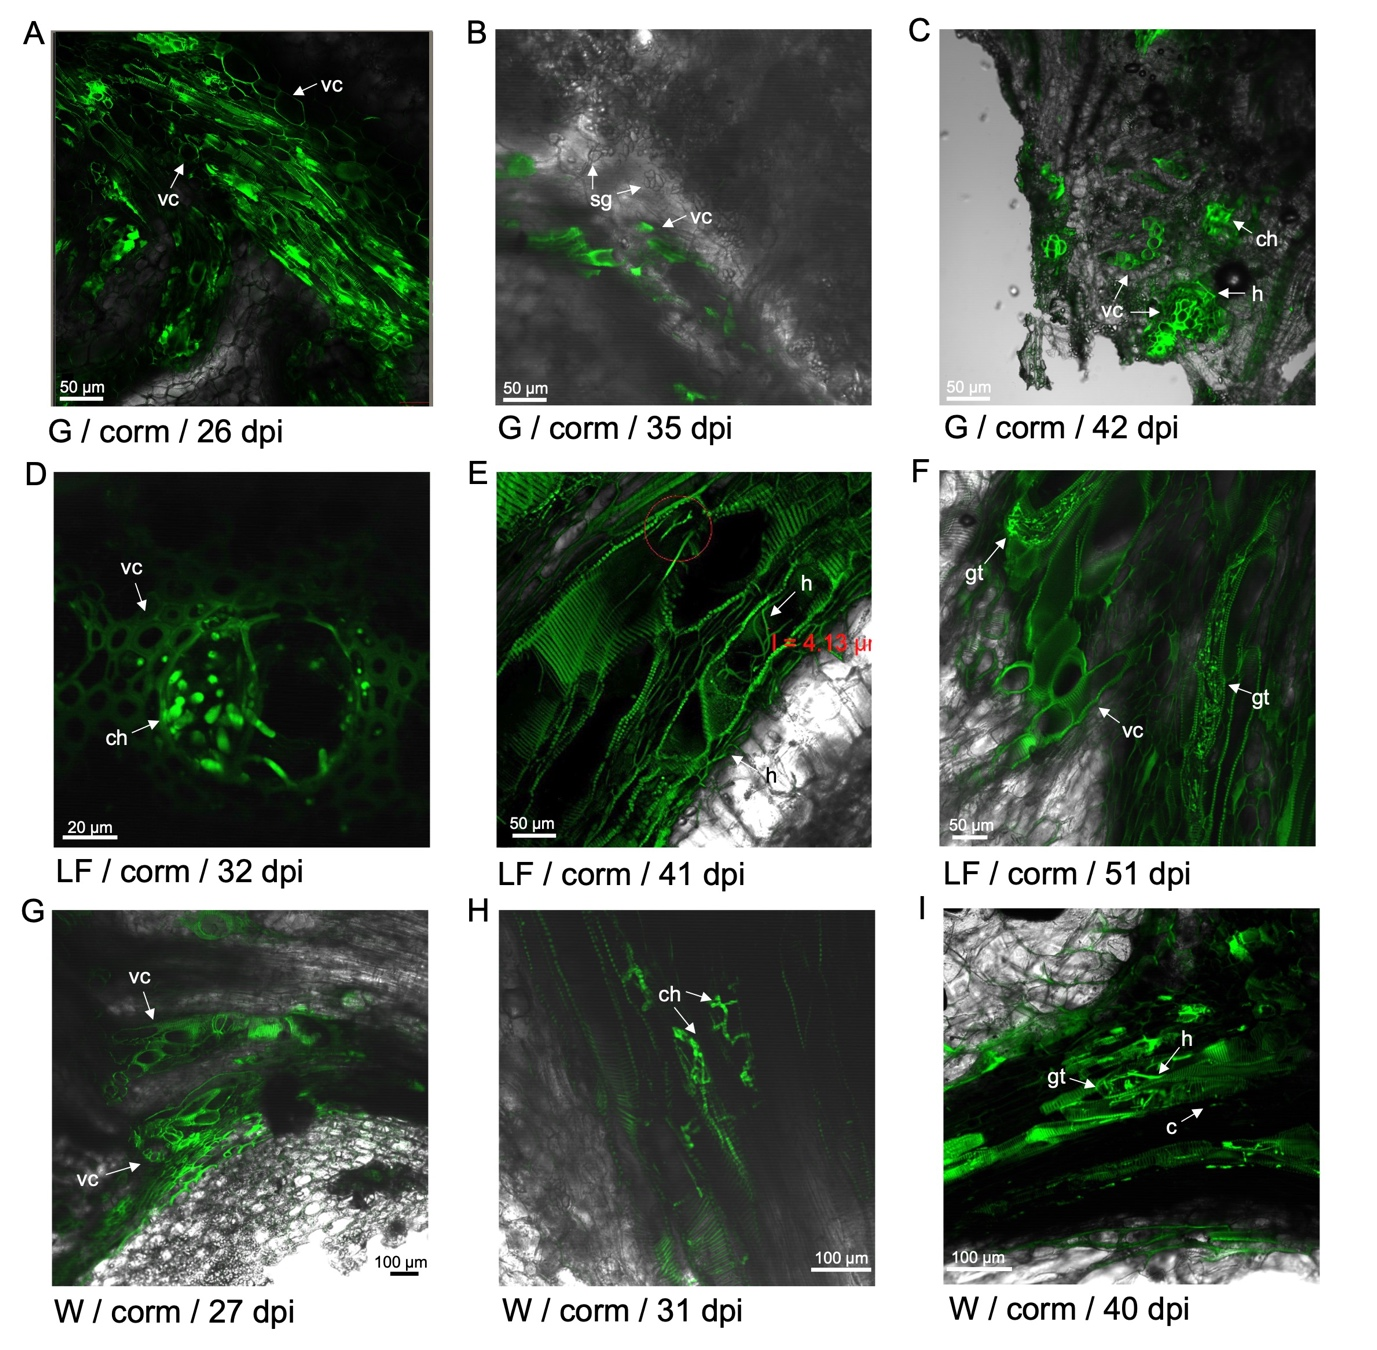 A
vc
vc
50 µm
G / corm / 26 dpi
B
sg
vc
50 µm
G / corm / 35 dpi
C
ch
h
vc
50 µm
G / corm / 42 dpi
D
vc
ch
20 µm
LF / corm / 32 dpi
E
h
l = 4.13 µm
h
50 µm
LF / corm / 41 dpi
F
gt
gt
vc
50 µm
LF / corm / 51 dpi
G
vc
vc
100 µm
W / corm / 27 dpi
H
ch
100 µm
W / corm / 31 dpi
I
h
gt
c
100 µm
W / corm / 40 dpi